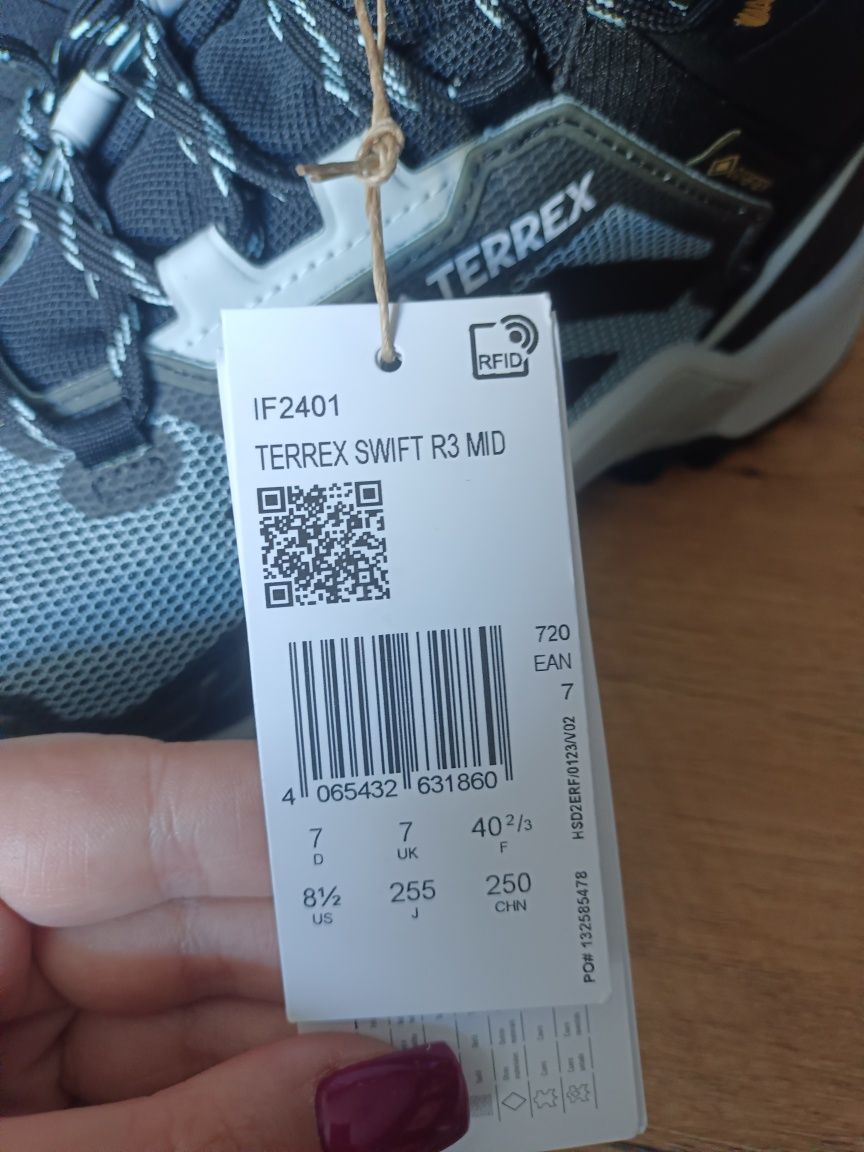 TERREX
RFID
IF2401
TERREX SWIFT R3 MID
720
EAN
7
4 065432 631860
HSD2ERF/0123/V02
7 7 40 2/3
D UK F
8½ 255 250
US J CHN
PO# 132585478